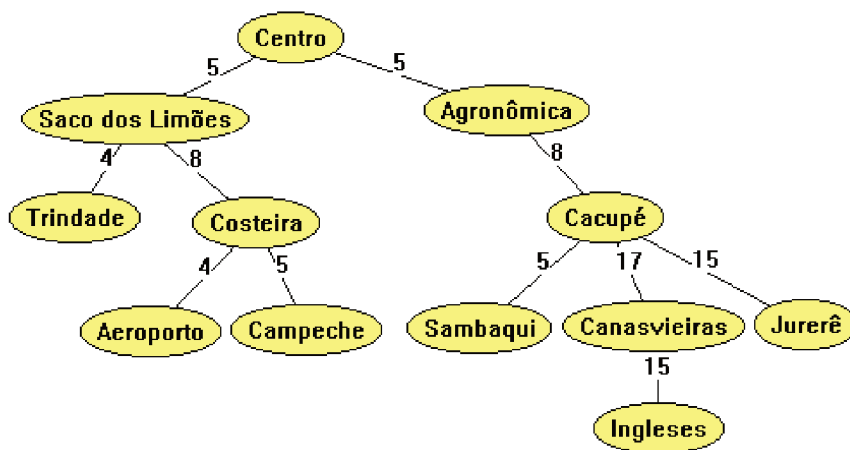 Centro
5 5
Saco dos Limões Agronômica
4 8 8
Trindade Costeira Cacupé
4 5 5 17 15
Aeroporto Campeche Sambaqui Canasvieiras Jurerê
15
Ingleses